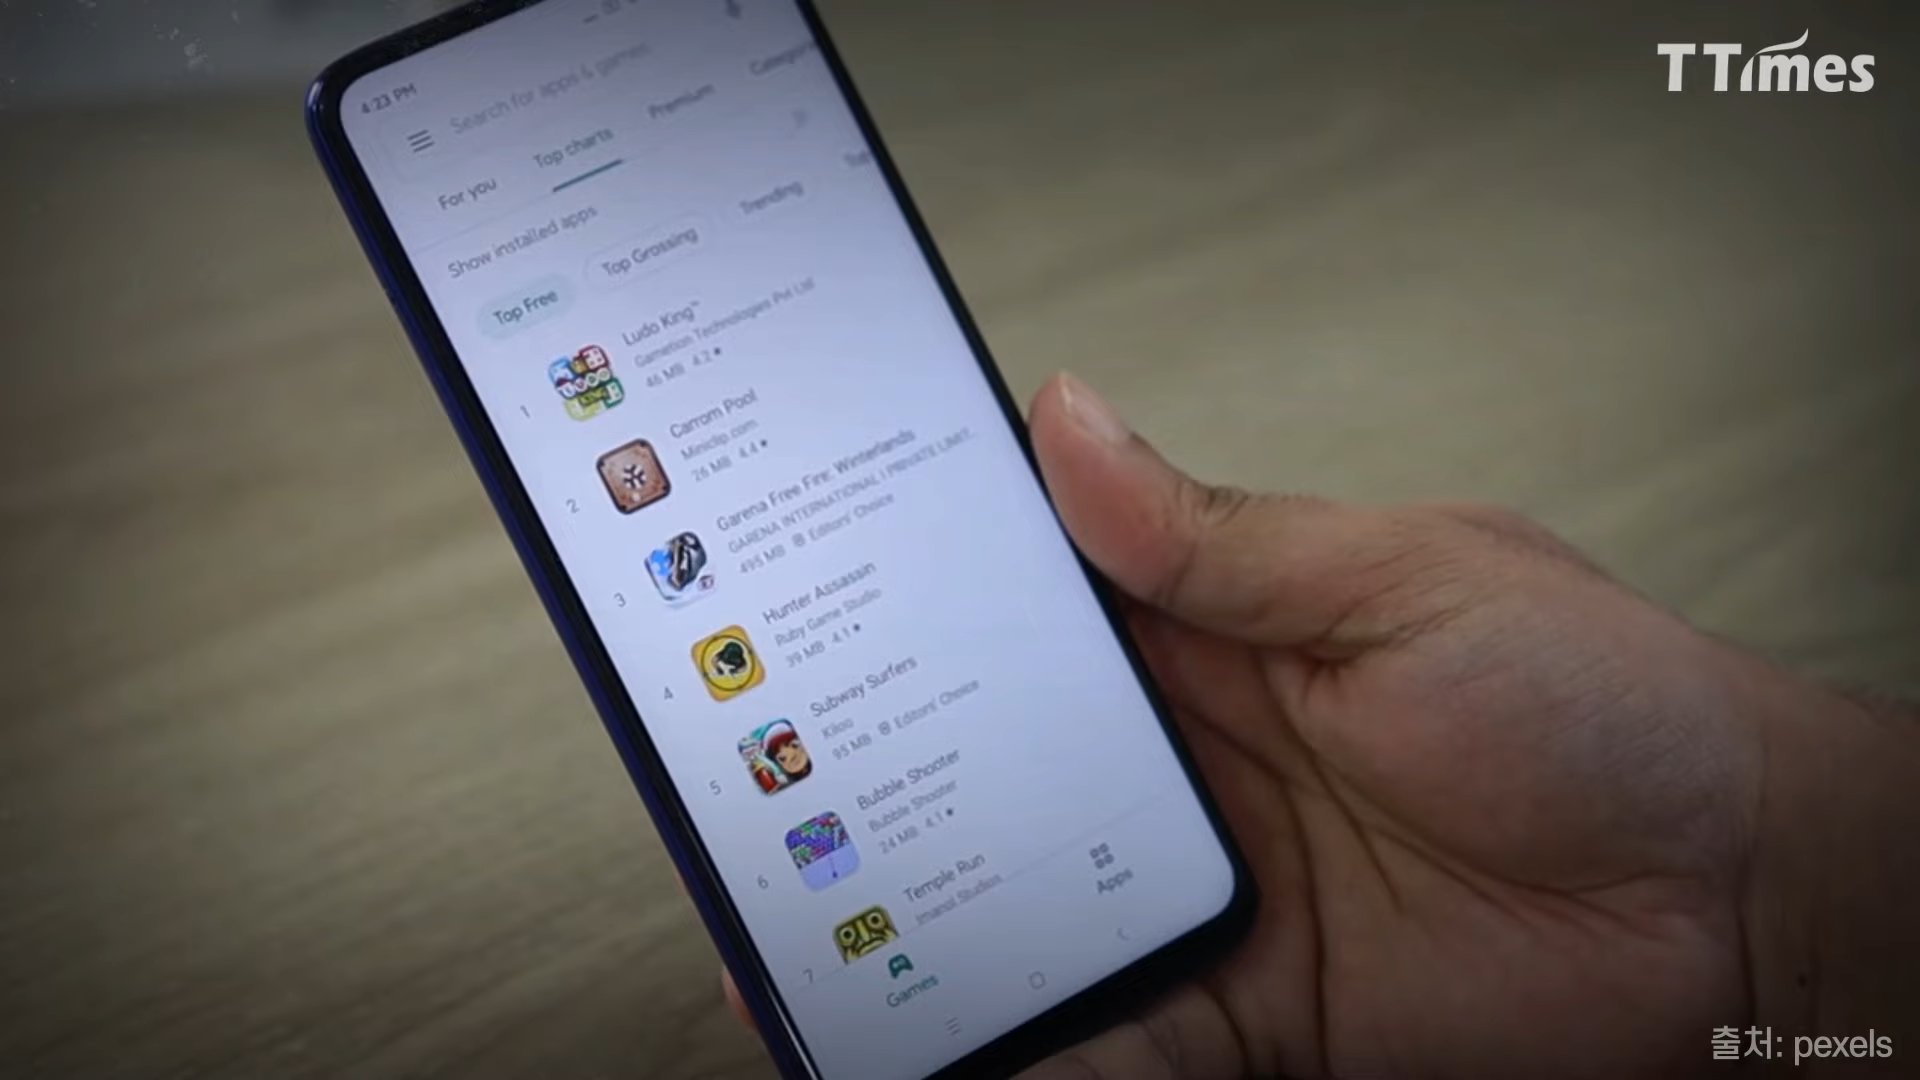 TTimes
4:23 PM
Search for apps & games
For you
Top charts
Premium
Show installed apps
Top Free
Top Grossing
Trending
1
Ludo King™
Gametion Technologies Pvt Ltd
46 MB 4.2★
2
Carrom Pool
Miniclip.com
26 MB 4.4★
3
Garena Free Fire: Winterlands
GARENA INTERNATIONAL I PRIVATE LIMIT...
495 MB Editors' Choice
4
Hunter Assassin
Ruby Game Studio
39 MB 4.1★
5
Subway Surfers
Kiloo
95 MB Editors' Choice
6
Bubble Shooter
Bubble Shooter
24 MB 4.1★
7
Temple Run
Imangi Studios
Games
Apps
출처: pexels